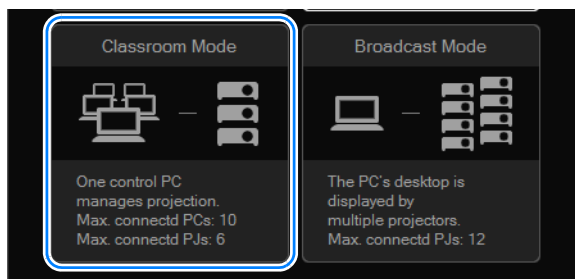 Classroom Mode
One control PC
manages projection.
Max. connectd PCs: 10
Max. connectd PJs: 6
Broadcast Mode
The PC's desktop is
displayed by
multiple projectors.
Max. connectd PJs: 12